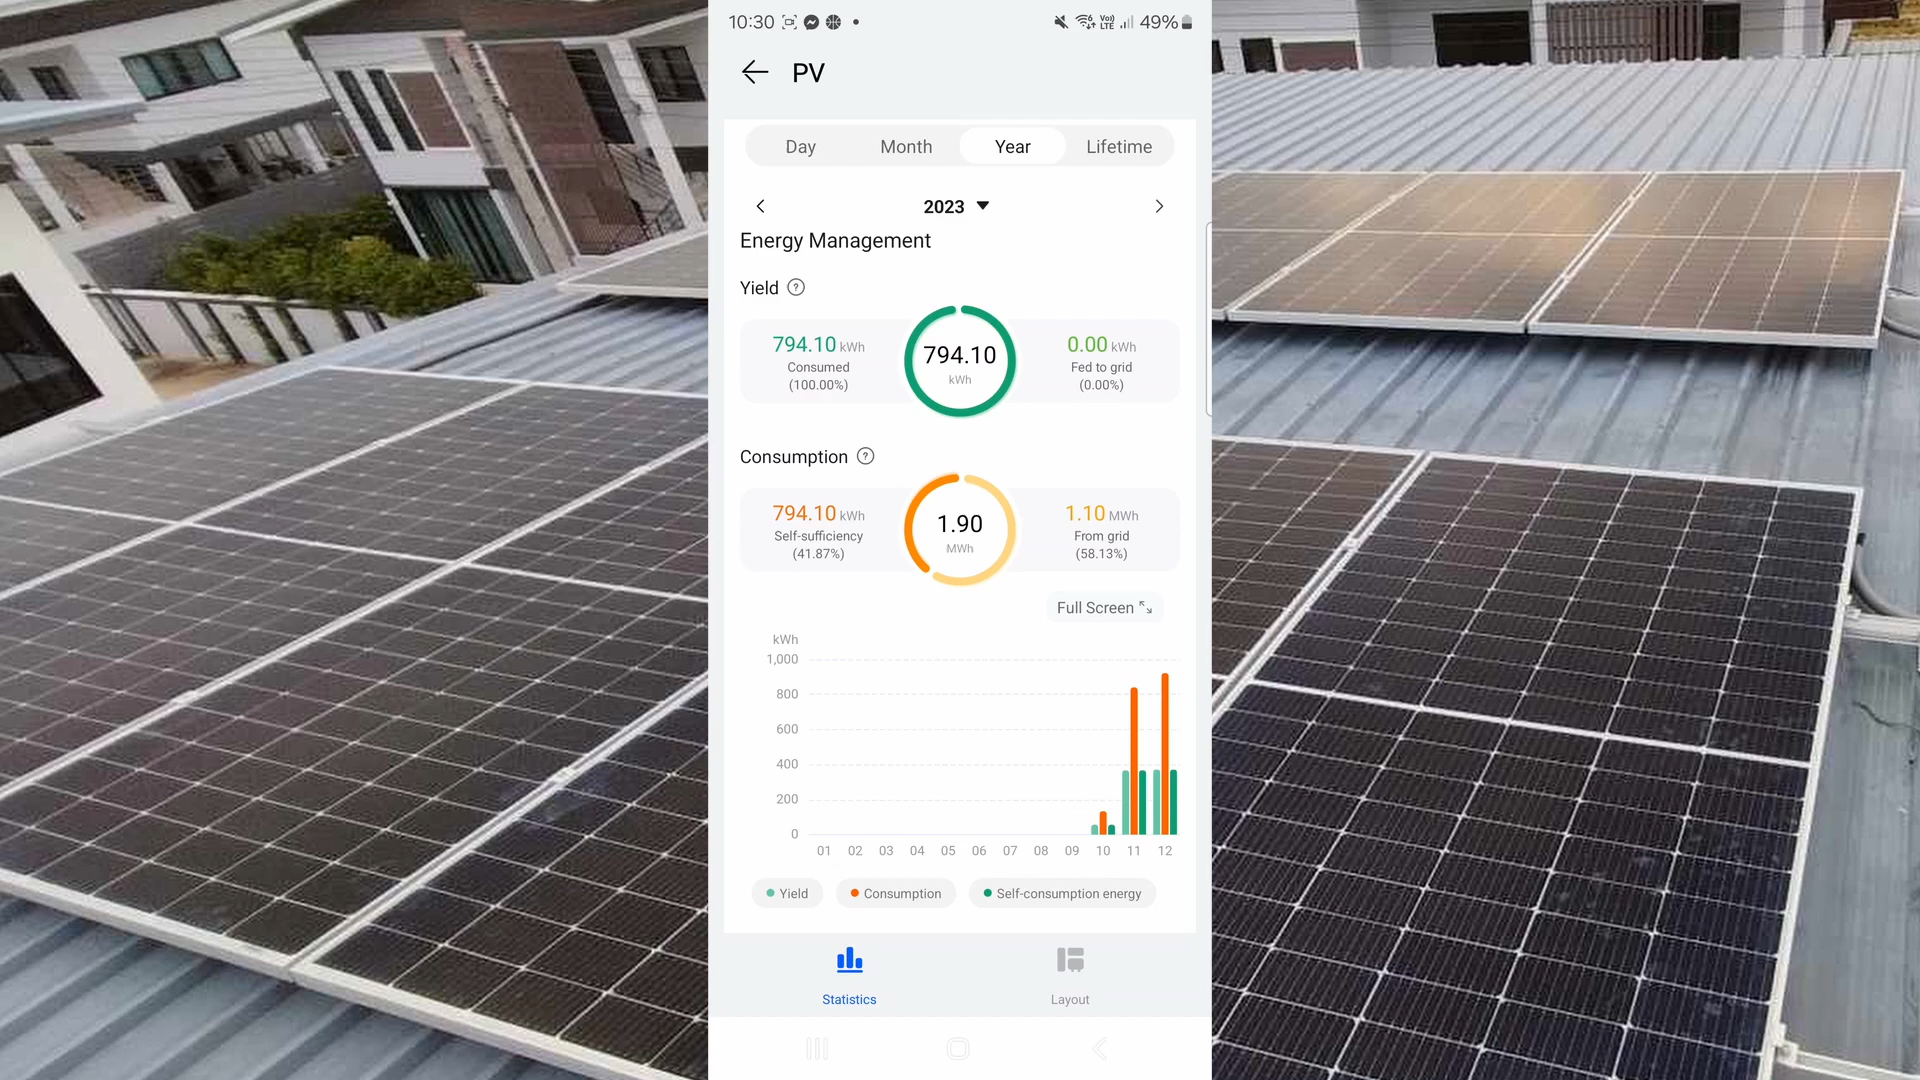 10:30 49%
PV
Day Month Year Lifetime
2023
Energy Management
Yield ?
794.10 kWh
Consumed
(100.00%)
794.10
kWh
0.00 kWh
Fed to grid
(0.00%)
Consumption ?
794.10 kWh
Self-sufficiency
(41.87%)
1.90
MWh
1.10 MWh
From grid
(58.13%)
Full Screen
kWh
1,000
800
600
400
200
0
01 02 03 04 05 06 07 08 09 10 11 12
Yield Consumption Self-consumption energy
Statistics Layout